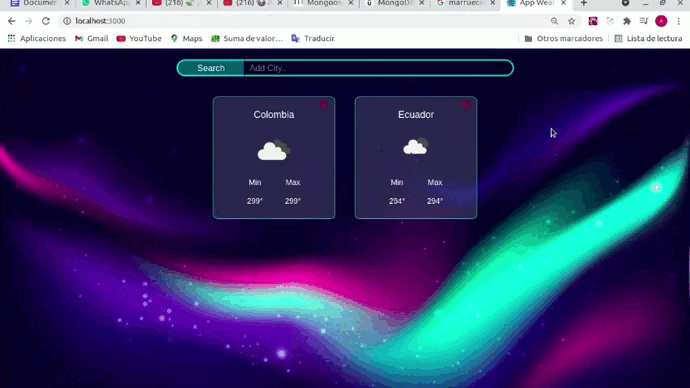 Documen
WhatsAp
(216)
(216)
Mongoos
MongoDB
marrueco
App Wea
localhost:3000
Aplicaciones Gmail YouTube Maps Suma de valor… Traducir Otros marcadores Lista de lectura
Search Add City..
Colombia
Min Max
299° 299°
Ecuador
Min Max
294° 294°